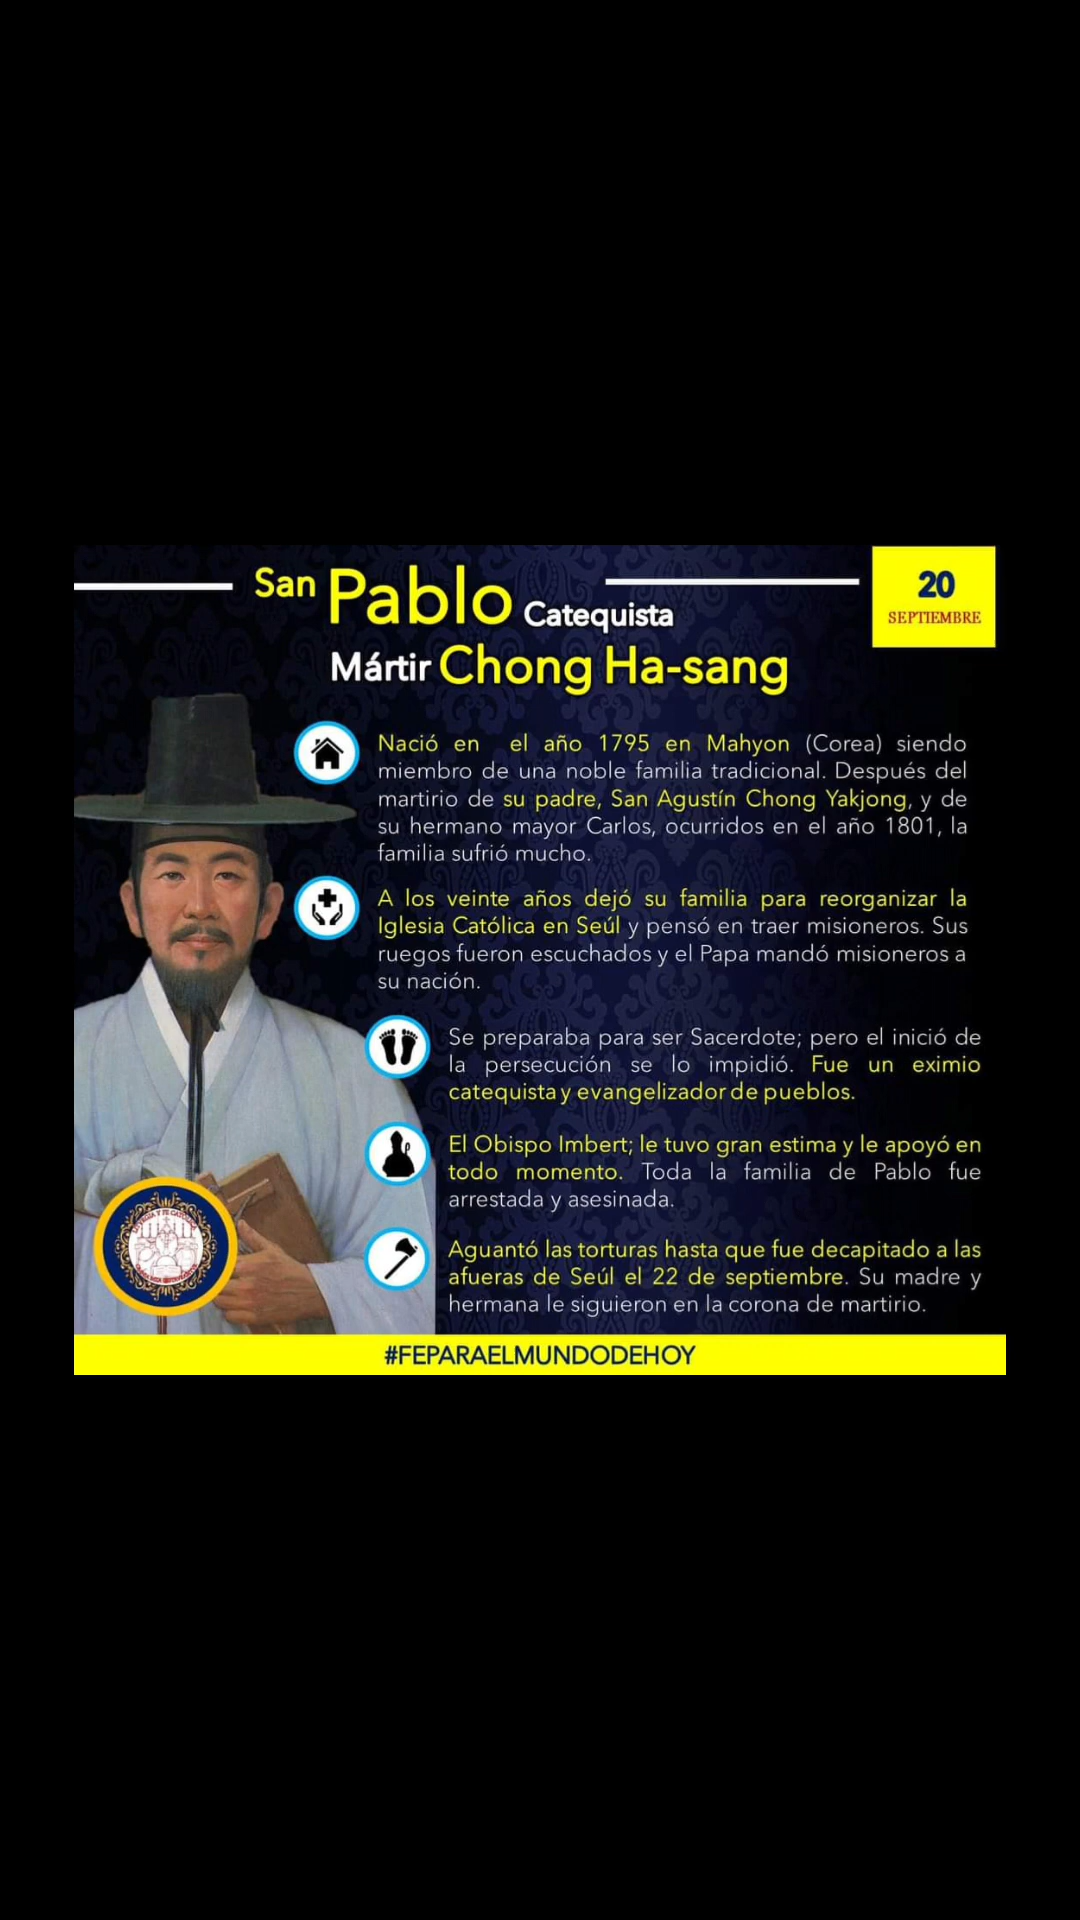 San Pablo Catequista
Mártir Chong Ha-sang
20
SEPTIEMBRE
Nació en el año 1795 en Mahyon (Corea) siendo
miembro de una noble familia tradicional. Después del
martirio de su padre, San Agustín Chong Yakjong, y de
su hermano mayor Carlos, ocurridos en el año 1801, la
familia sufrió mucho.
A los veinte años dejó su familia para reorganizar la
Iglesia Católica en Seúl y pensó en traer misioneros. Sus
ruegos fueron escuchados y el Papa mandó misioneros a
su nación.
Se preparaba para ser Sacerdote; pero el inició de
la persecución se lo impidió. Fue un eximio
catequista y evangelizador de pueblos.
El Obispo Imbert; le tuvo gran estima y le apoyó en
todo momento. Toda la familia de Pablo fue
arrestada y asesinada.
Aguantó las torturas hasta que fue decapitado a las
afueras de Seúl el 22 de septiembre. Su madre y
hermana le siguieron en la corona de martirio.
#FEPARAELMUNDODEHOY